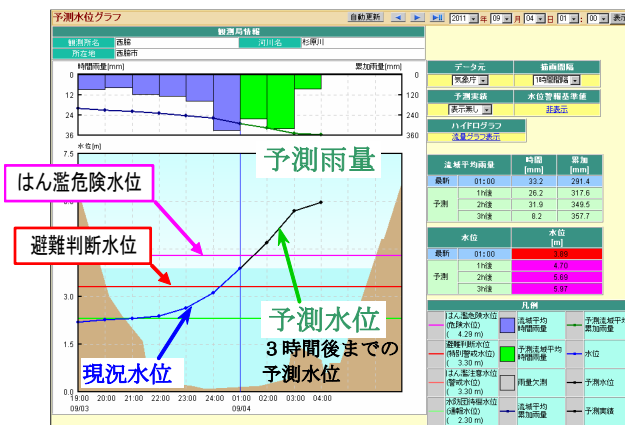 予測水位グラフ
自動更新 2011 年 09 月 04 日 01 : 00 表示
観測局情報
観測所名 西脇 河川名 杉原川
所在地 西脇市
時間雨量[mm] 累加雨量[mm]
0 0
12 120
24 240
36 360
予測雨量
水位[m]
7.5
はん濫危険水位
避難判断水位
3.0
1.5
0.0
予測水位
3時間後までの
予測水位
現況水位
19:00 20:00 21:00 22:00 23:00 24:00 01:00 02:00 03:00 04:00
09/03 09/04
データ元 描画間隔
気象庁 1時間間隔
予測実績 水位警報基準値
表示無し 非表示
ハイドログラフ
流量グラフ表示
流域平均雨量 時間[mm] 累加[mm]
最新 01:00 33.2 291.4
予測 1h後 26.2 317.6
2h後 31.9 349.5
3h後 8.2 357.7
水位 水位[m]
最新 01:00 3.89
予測 1h後 4.70
2h後 5.69
3h後 5.97
凡例
はん濫危険水位
(危険水位)
( 4.29 m)
流域平均
時間雨量
予測流域平均
累加雨量
避難判断水位
(特別警戒水位)
( 3.30 m)
予測流域平均
時間雨量
水位
はん濫注意水位
(警戒水位)
( 3.30 m)
雨量欠測
予測水位
水防団待機水位
(通報水位)
( 2.30 m)
流域平均
累加雨量
予測実績